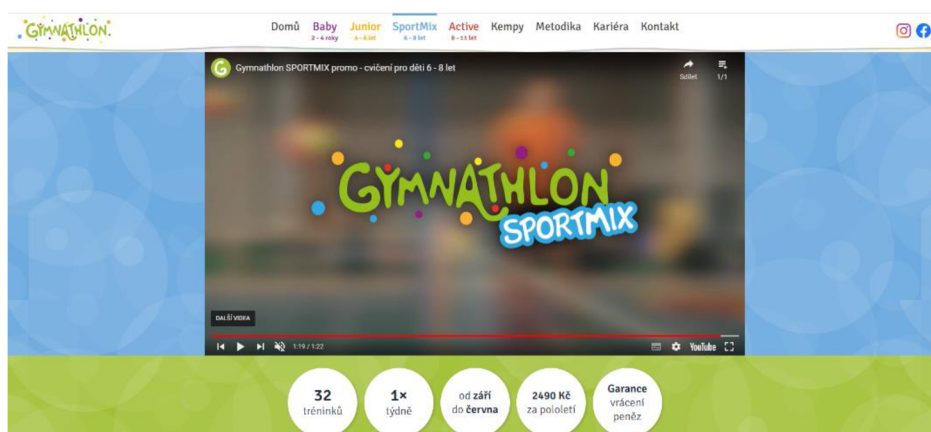 GYMNATHLON.
Domů Baby Junior SportMix Active Kempy Metodika Kariéra Kontakt
2 - 4 roky 4 - 6 let 6 - 8 let 8 - 11 let
G Gymnathlon SPORTMIX promo - cvičení pro děti 6 - 8 let
Sdílet 1/1
GYMNATHLON
SPORTMIX
DALŠÍ VIDEA
1:19 / 1:22 YouTube
32
tréninků
1×
týdně
od září
do června
2490 Kč
za pololetí
Garance
vrácení
peněz